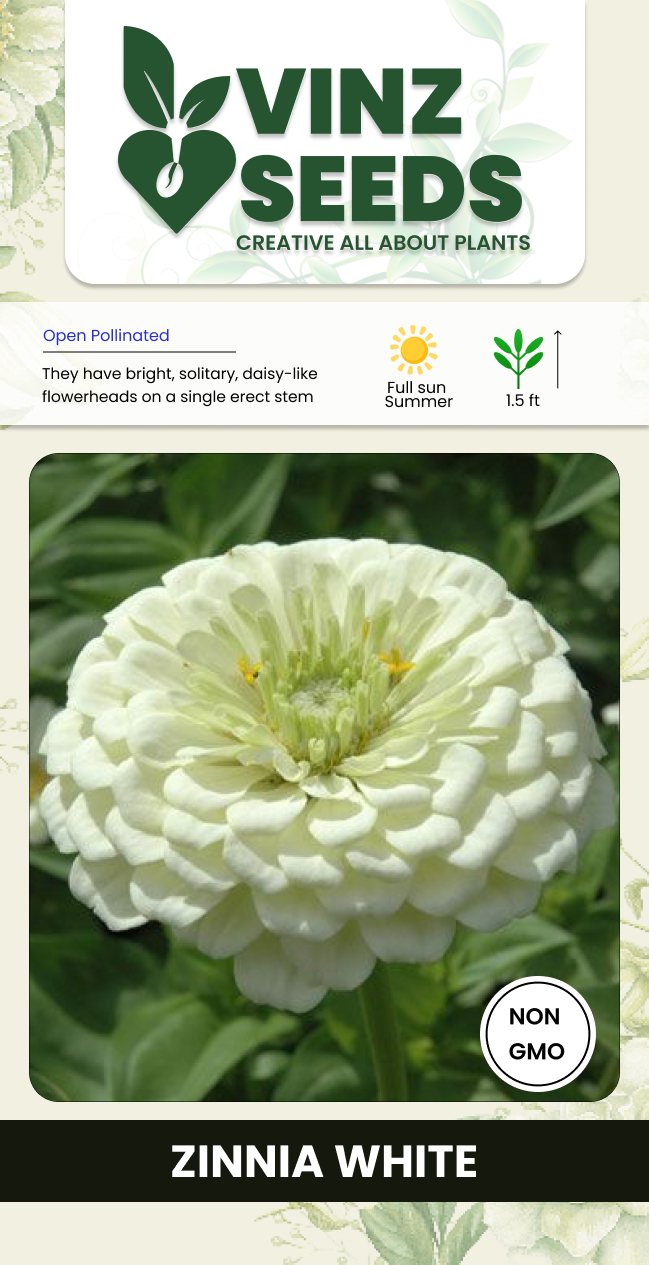 VINZ
SEEDS
CREATIVE ALL ABOUT PLANTS
Open Pollinated
They have bright, solitary, daisy-like
flowerheads on a single erect stem
Full sun
Summer
1.5 ft
NON
GMO
ZINNIA WHITE